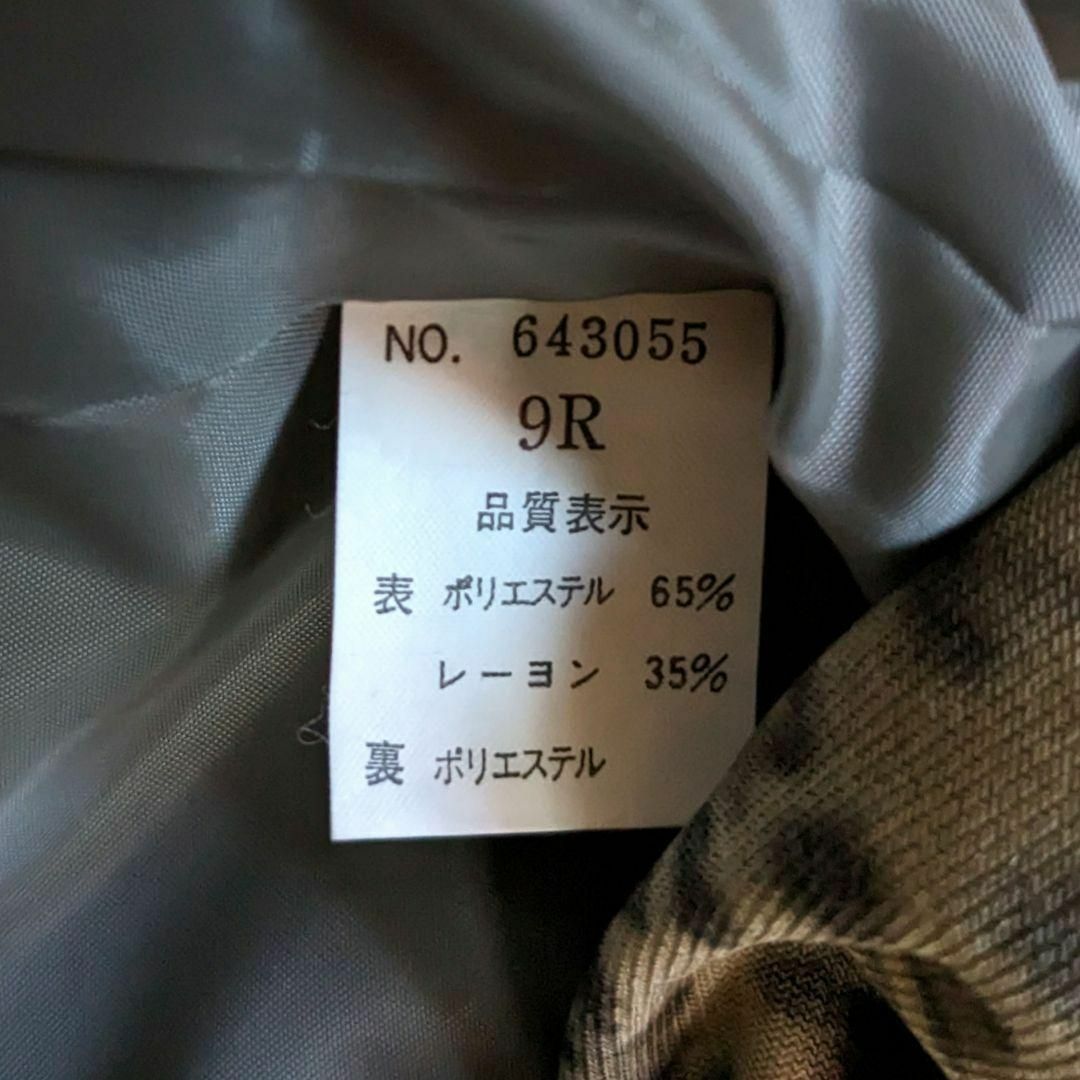 NO. 643055
9R
品質表示
表 ポリエステル 65%
レーヨン 35%
裏 ポリエステル